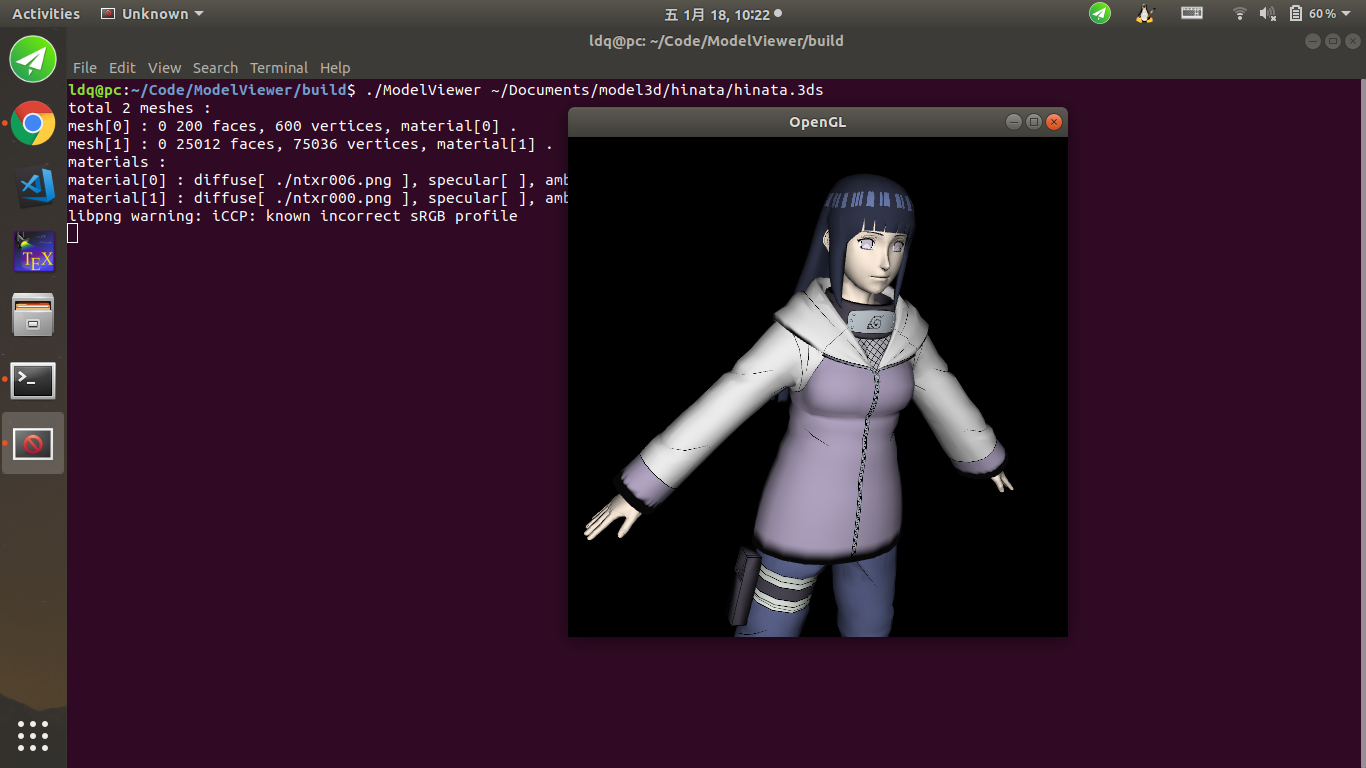 Activities
Unknown
五 1月 18, 10:22
60%
ldq@pc: ~/Code/ModelViewer/build
File Edit View Search Terminal Help
ldq@pc:~/Code/ModelViewer/build$ ./ModelViewer ~/Documents/model3d/hinata/hinata.3ds
total 2 meshes :
mesh[0] : 0 200 faces, 600 vertices, material[0] .
mesh[1] : 0 25012 faces, 75036 vertices, material[1] .
materials :
material[0] : diffuse[ ./ntxr006.png ], specular[ ], amb
material[1] : diffuse[ ./ntxr000.png ], specular[ ], amb
libpng warning: iCCP: known incorrect sRGB profile
OpenGL
TEX